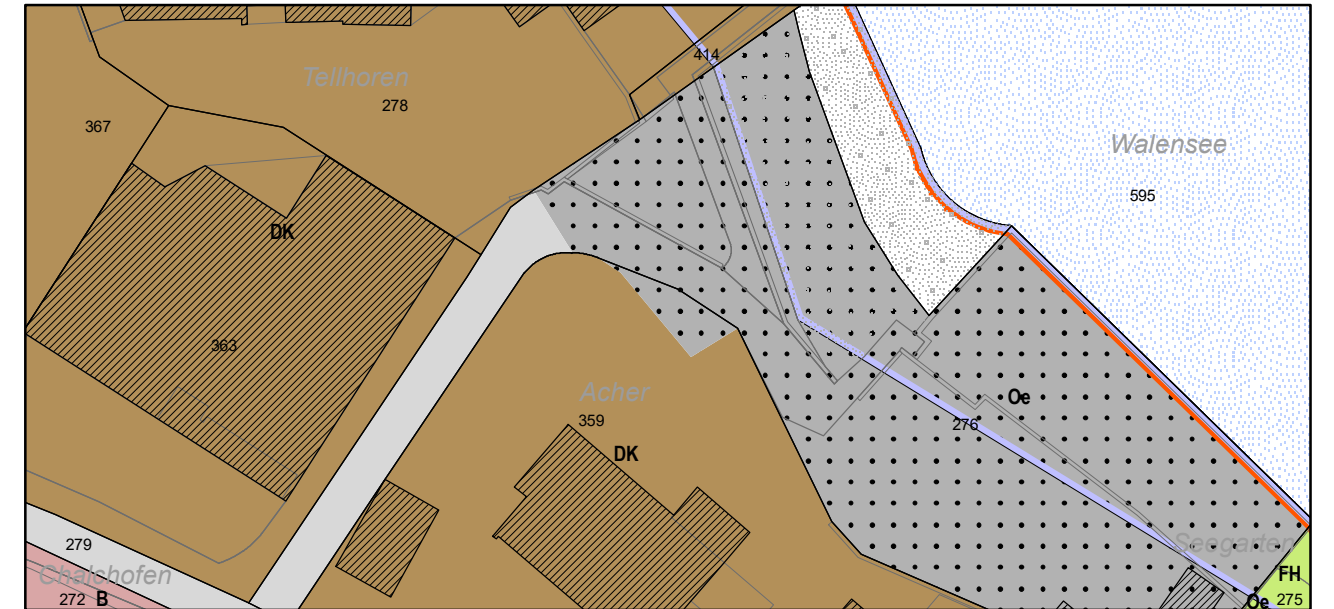 414
Tellhoren
278
367
Walensee
595
DK
363
Acher
359
DK
Oe
276
279
Seegarten
Chalchofen
FH
272 B
Oe 275